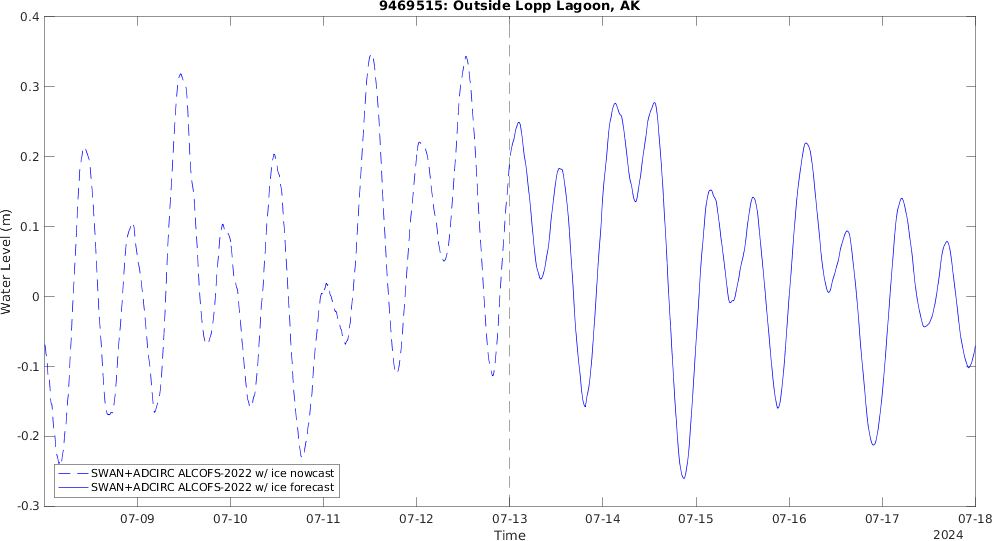 9469515: Outside Lopp Lagoon, AK
0.4
0.3
0.2
0.1
0
-0.1
-0.2
-0.3
Water Level (m)
SWAN+ADCIRC ALCOFS-2022 w/ ice nowcast
SWAN+ADCIRC ALCOFS-2022 w/ ice forecast
07-09 07-10 07-11 07-12 07-13 07-14 07-15 07-16 07-17 07-18
Time
2024